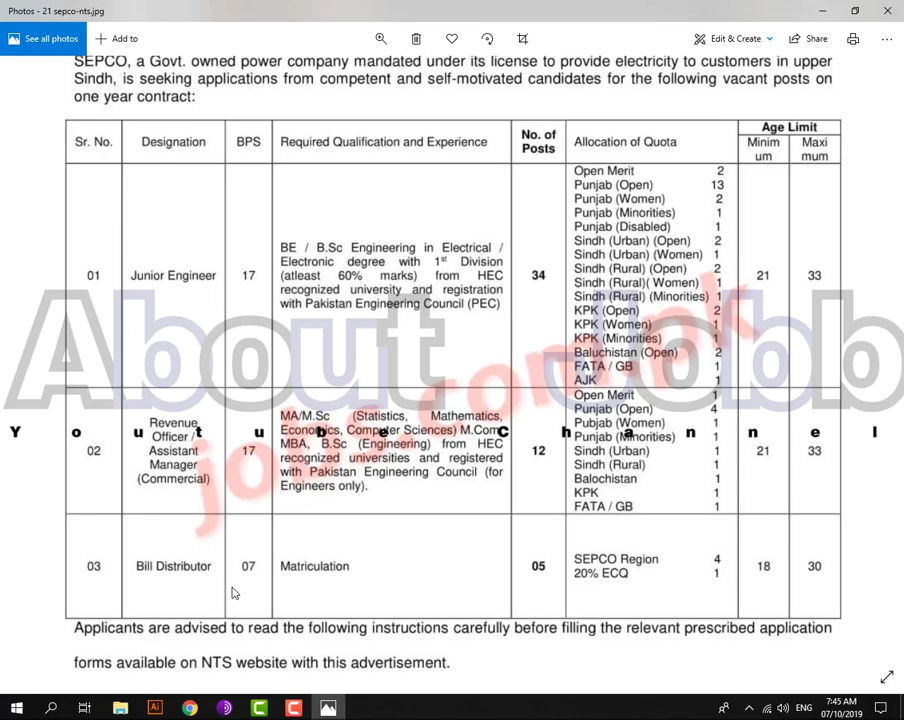 Photos - 21 sepco-nts.jpg
See all photos
Add to
Edit & Create
Share
SEPCO, a Govt. owned power company mandated under its license to provide electricity to customers in upper
Sindh, is seeking applications from competent and self-motivated candidates for the following vacant posts on
one year contract:
Sr. No. Designation BPS Required Qualification and Experience No. of Posts Allocation of Quota Age Limit
Minim um Maxi mum
01 Junior Engineer 17
BE / B.Sc Engineering in Electrical /
Electronic degree with 1st Division
(atleast 60% marks) from HEC
recognized university and registration
with Pakistan Engineering Council (PEC)
34
Open Merit 2
Punjab (Open) 13
Punjab (Women) 2
Punjab (Minorities) 1
Punjab (Disabled) 1
Sindh (Urban) (Open) 2
Sindh (Urban) (Women) 1
Sindh (Rural) (Open) 2
Sindh (Rural)( Women) 1
Sindh (Rural) (Minorities) 1
KPK (Open) 2
KPK (Women) 1
KPK (Minorities) 1
Baluchistan (Open) 2
FATA / GB 1
AJK 1
21 33
About Jobb
jobs.com.pk
Youtube Channel
02
Revenue
Officer /
Assistant
Manager
(Commercial)
17
MA/M.Sc (Statistics, Mathematics,
Economics, Computer Sciences) M.Com
MBA, B.Sc (Engineering) from HEC
recognized universities and registered
with Pakistan Engineering Council (for
Engineers only).
12
Open Merit 1
Punjab (Open) 4
Pubjab (Women) 1
Punjab (Minorities) 1
Sindh (Urban) 1
Sindh (Rural) 1
Balochistan 1
KPK 1
FATA / GB 1
21 33
03 Bill Distributor 07 Matriculation 05
SEPCO Region 4
20% ECQ 1
18 30
Applicants are advised to read the following instructions carefully before filling the relevant prescribed application
forms available on NTS website with this advertisement.
Ai
ENG
7:45 AM
07/10/2019